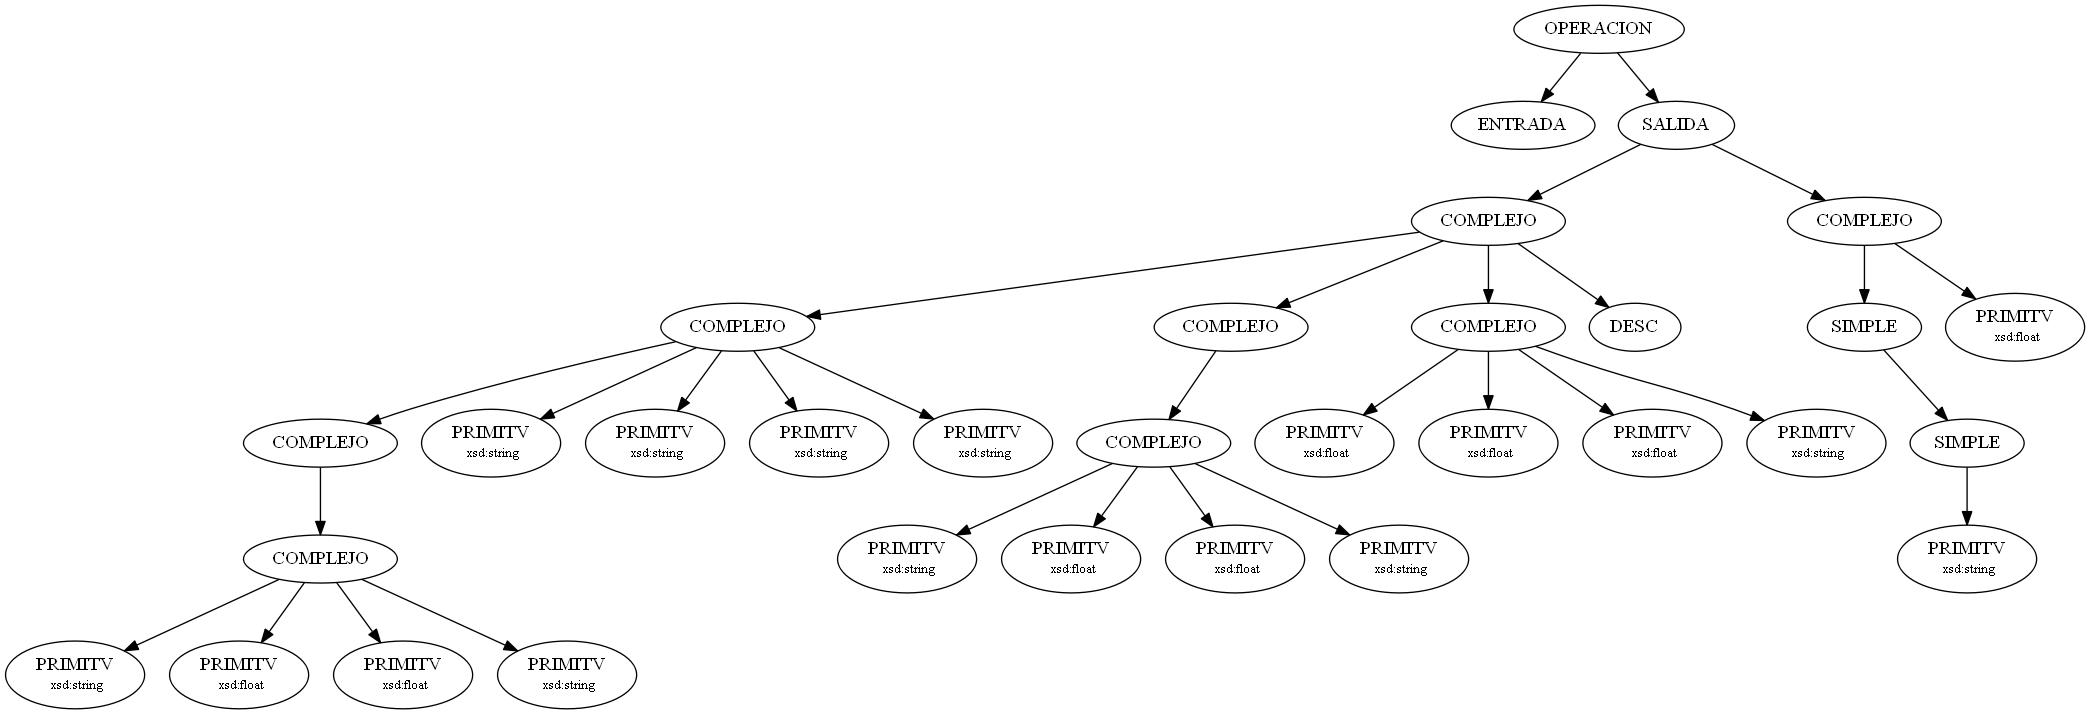 OPERACION
ENTRADA
SALIDA
COMPLEJO
COMPLEJO
COMPLEJO
COMPLEJO
COMPLEJO
DESC
SIMPLE
PRIMITV
xsd:float
COMPLEJO
PRIMITV
xsd:string
PRIMITV
xsd:string
PRIMITV
xsd:string
PRIMITV
xsd:string
COMPLEJO
PRIMITV
xsd:float
PRIMITV
xsd:float
PRIMITV
xsd:float
PRIMITV
xsd:string
SIMPLE
COMPLEJO
PRIMITV
xsd:string
PRIMITV
xsd:float
PRIMITV
xsd:float
PRIMITV
xsd:string
PRIMITV
xsd:string
PRIMITV
xsd:string
PRIMITV
xsd:float
PRIMITV
xsd:float
PRIMITV
xsd:string